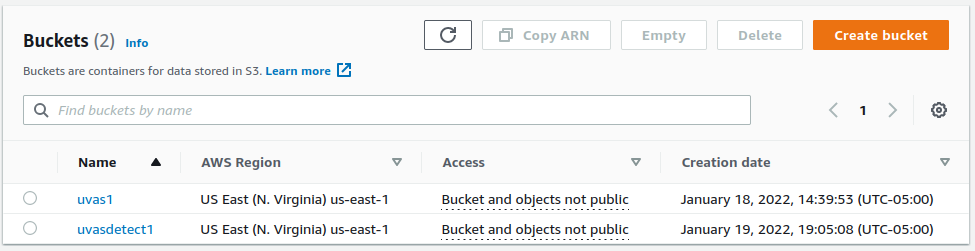 Buckets (2) Info
Copy ARN
Empty
Delete
Create bucket
Buckets are containers for data stored in S3. Learn more
Find buckets by name
1
Name AWS Region Access Creation date
uvas1 US East (N. Virginia) us-east-1 Bucket and objects not public January 18, 2022, 14:39:53 (UTC-05:00)
uvasdetect1 US East (N. Virginia) us-east-1 Bucket and objects not public January 19, 2022, 19:05:08 (UTC-05:00)